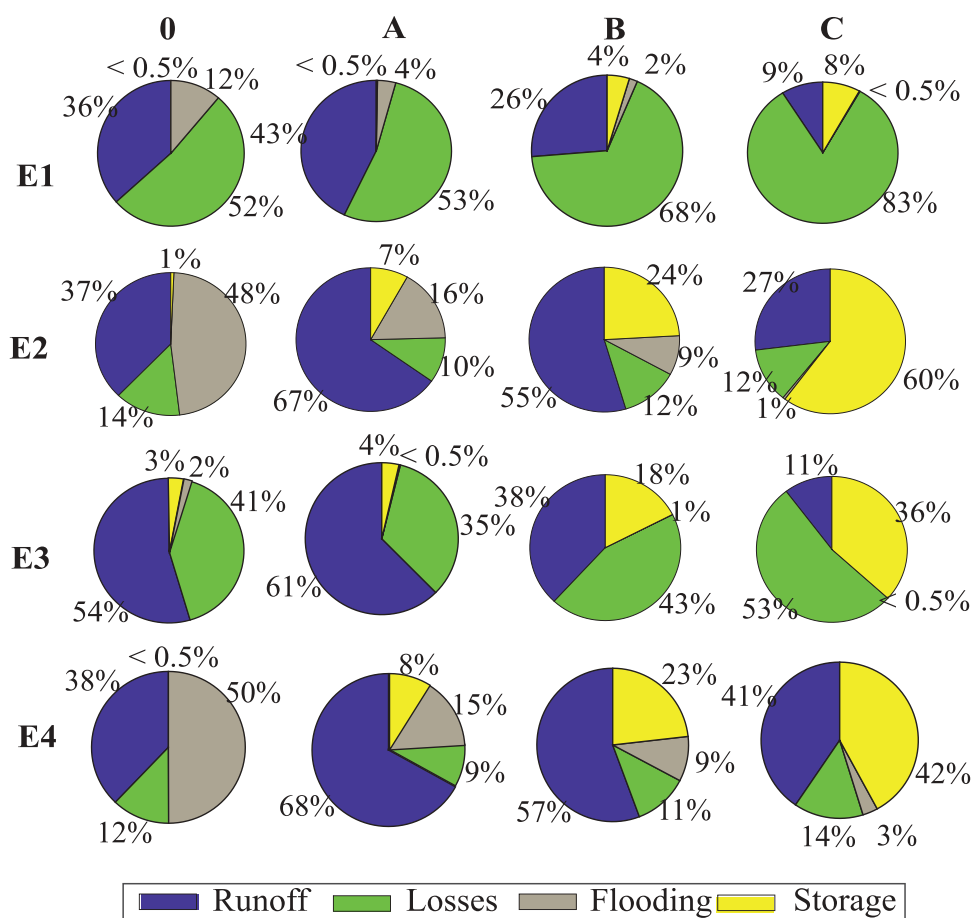 0 A B C
< 0.5% 12% < 0.5% 4% 4% 2% 9% 8% < 0.5%
36% 43% 26%
E1
52% 53% 68% 83%
1% 7% 24% 27%
37% 48% 16%
E2
9%
14% 67% 10% 55% 12% 12% 1% 60%
3% 2% 4% < 0.5% 18% 11%
41% 35% 38% 1% 36%
E3
54% 61% 43% 53% < 0.5%
< 0.5% 8% 23%
38% 50% 15% 41%
E4
9% 9% 42%
12% 68% 57% 11% 14% 3%
Runoff Losses Flooding Storage